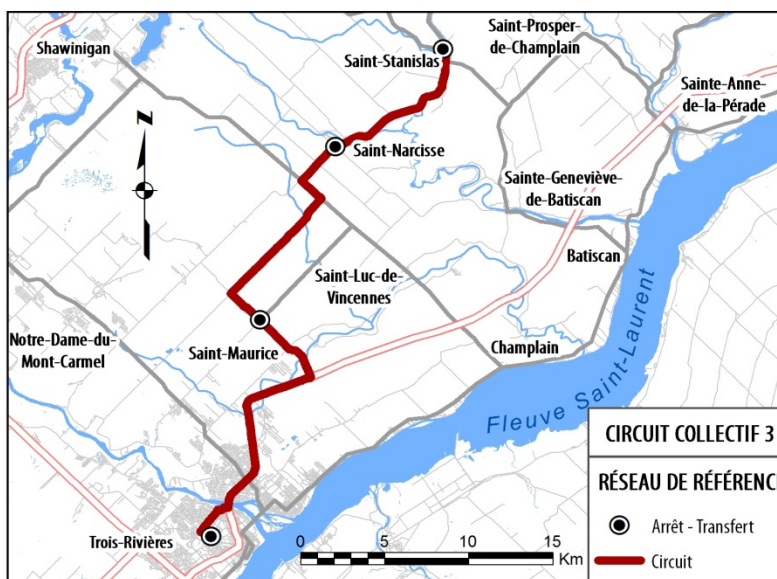 Saint-Prosper-
de-Champlain
Shawinigan
Saint-Stanislas
Sainte-Anne-
de-la-Pérade
Saint-Narcisse
Sainte-Geneviève-
de-Batiscan
Batiscan
Saint-Luc-de-
Vincennes
Notre-Dame-du-
Mont-Carmel
Saint-Maurice
Champlain
Fleuve Saint-Laurent
Trois-Rivières
N
0 5 10 15
Km
CIRCUIT COLLECTIF 3
RÉSEAU DE RÉFÉRENCE
Arrêt - Transfert
Circuit